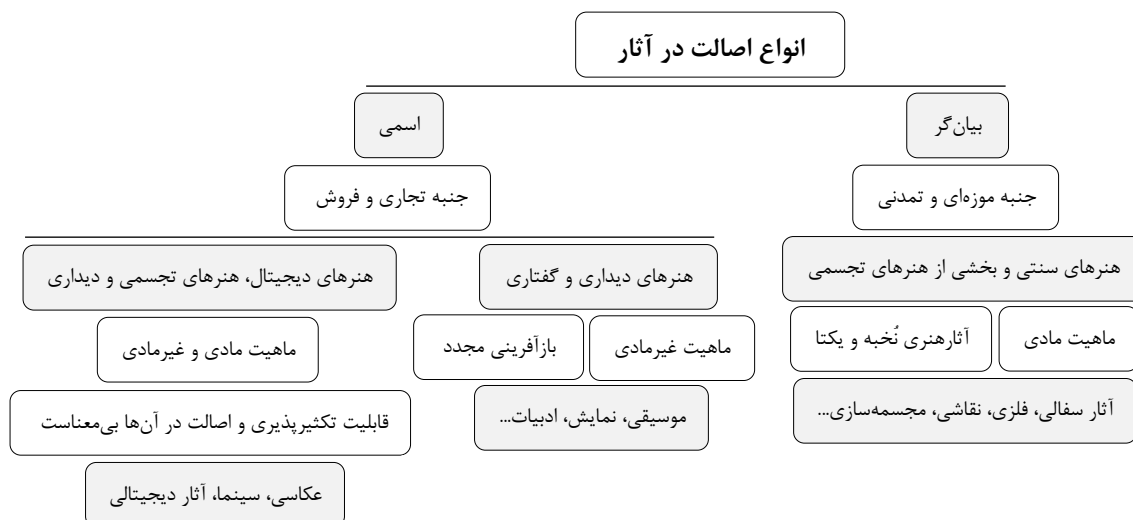 انواع اصالت در آثار
بیان‌گر
اسمی
جنبه موزه‌ای و تمدنی
جنبه تجاری و فروش
هنرهای سنتی و بخشی از هنرهای تجسمی
هنرهای دیداری و گفتاری
هنرهای دیجیتال، هنرهای تجسمی و دیداری
ماهیت مادی
آثارهنری نُخبه و یکتا
ماهیت غیرمادی
بازآفرینی مجدد
ماهیت مادی و غیرمادی
آثار سفالی، فلزی، نقاشی، مجسمه‌سازی...
موسیقی، نمایش، ادبیات...
قابلیت تکثیرپذیری و اصالت در آن‌ها بی‌معناست
عکاسی، سینما، آثار دیجیتالی